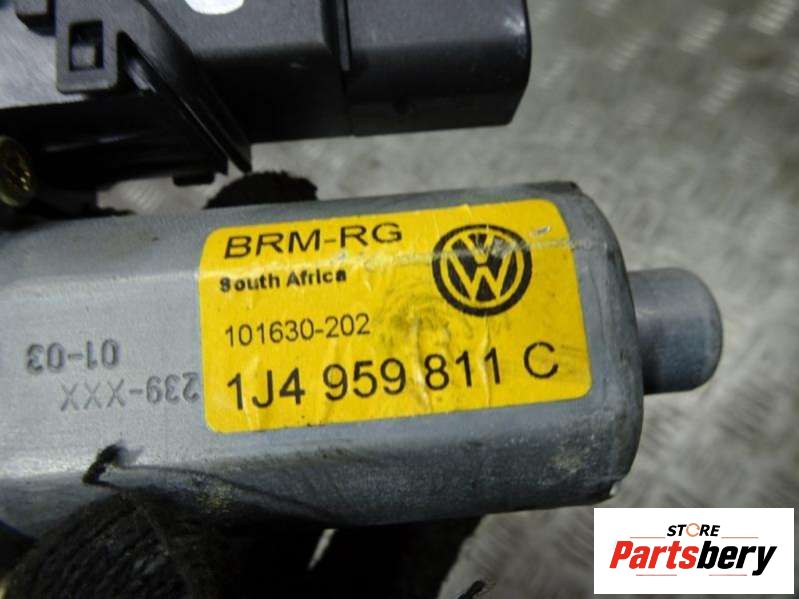 BRM-RG
South Africa
101630-202
1J4 959 811 C
01-03
239-XXX
STORE
Partsbery